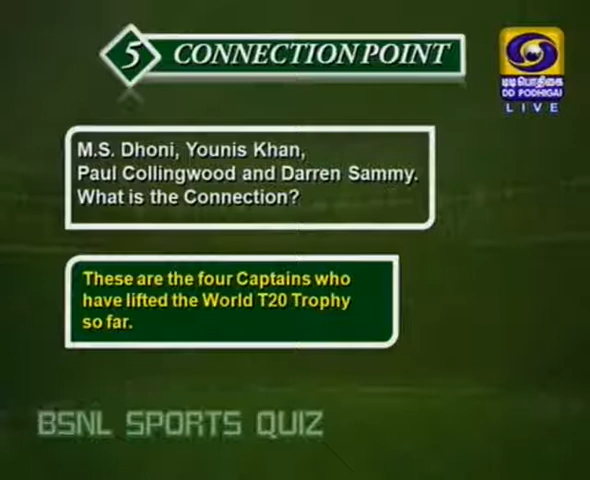 5 CONNECTION POINT
டிடி பொதிகை
DD PODHIGAI
LIVE
M.S. Dhoni, Younis Khan,
Paul Collingwood and Darren Sammy.
What is the Connection?
These are the four Captains who
have lifted the World T20 Trophy
so far.
BSNL SPORTS QUIZ